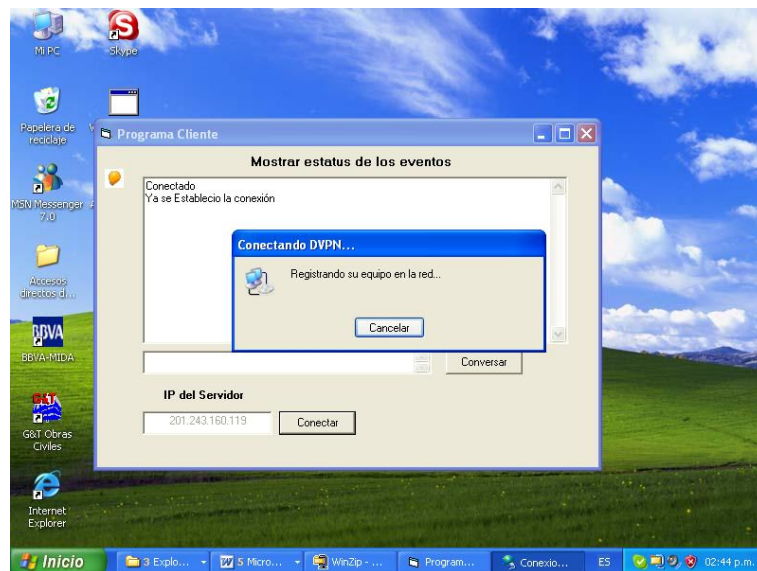 Mi PC
Skype
Papelera de
reciclaje
Programa Cliente
Mostrar estatus de los eventos
Conectado
Ya se Establecio la conexión
MSN Messenger
7.0
Conectando DVPN...
Registrando su equipo en la red...
Cancelar
Accesos
directos d...
BBVA
BBVA-MIDA
Conversar
IP del Servidor
201.243.160.119
Conectar
G&T
G&T Obras
Civiles
Internet
Explorer
Inicio
3 Explo...
5 Micro...
WinZip - ...
Program...
Conexio...
ES
02:44 p.m.